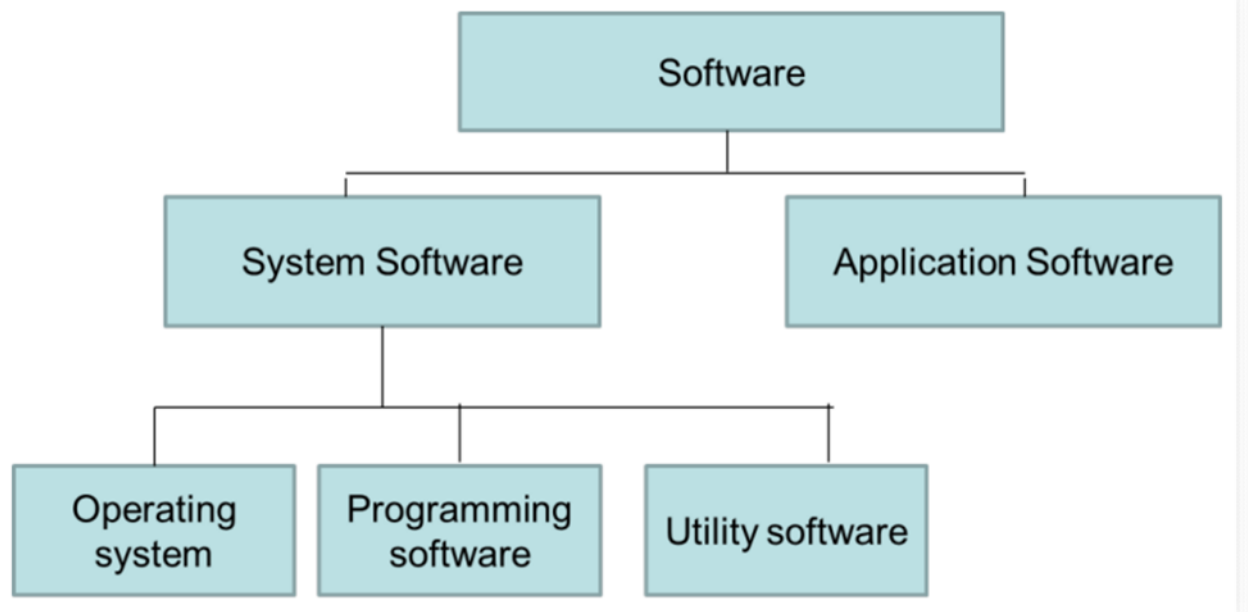 Software
System Software
Application Software
Operating
system
Programming
software
Utility software